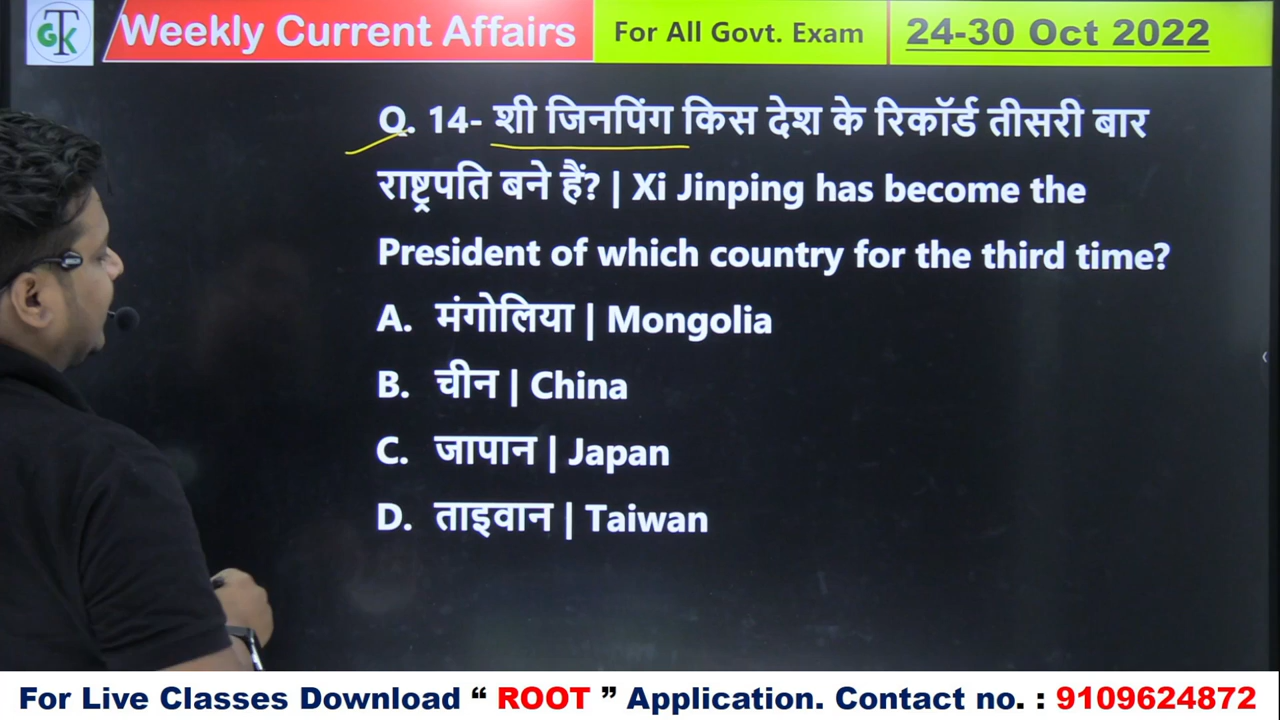 TGK
Weekly Current Affairs
For All Govt. Exam
24-30 Oct 2022
Q. 14- शी जिनपिंग किस देश के रिकॉर्ड तीसरी बार
राष्ट्रपति बने हैं? | Xi Jinping has become the
President of which country for the third time?
A. मंगोलिया | Mongolia
B. चीन | China
C. जापान | Japan
D. ताइवान | Taiwan
For Live Classes Download “ ROOT ” Application. Contact no. : 9109624872